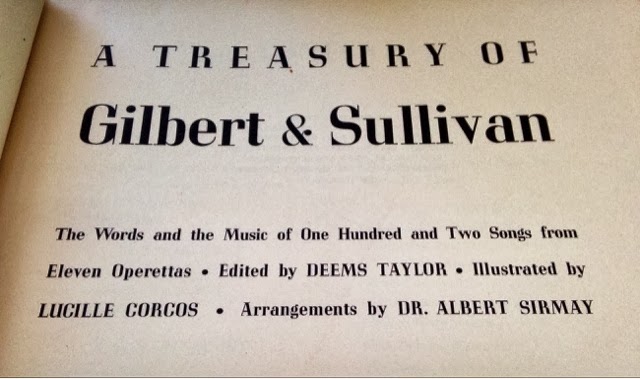 A TREASURY OF
Gilbert & Sullivan
The Words and the Music of One Hundred and Two Songs from
Eleven Operettas • Edited by DEEMS TAYLOR • Illustrated by
LUCILLE CORCOS • Arrangements by DR. ALBERT SIRMAY